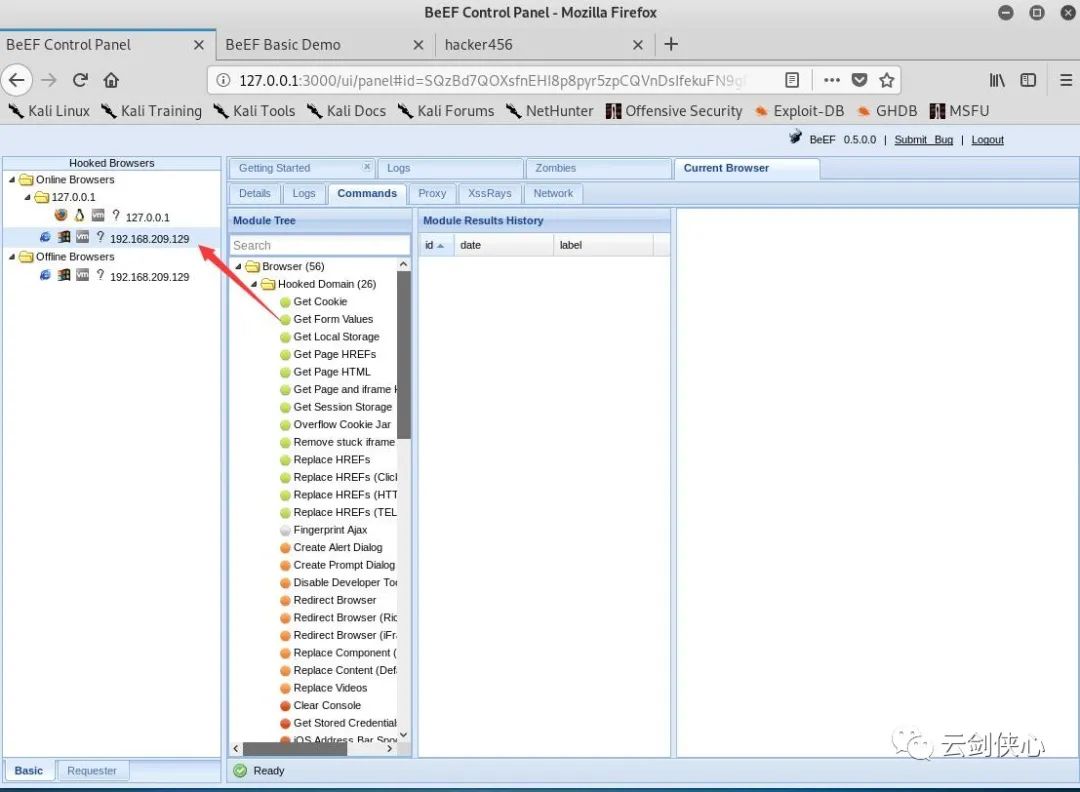 BeEF Control Panel - Mozilla Firefox
BeEF Control Panel
BeEF Basic Demo
hacker456
127.0.0.1:3000/ui/panel#id=SQzBd7QOXsfnEHI8p8pyr5zpCQVnDsIfekuFN9g
Kali Linux Kali Training Kali Tools Kali Docs Kali Forums NetHunter Offensive Security Exploit-DB GHDB MSFU
BeEF 0.5.0.0 | Submit Bug | Logout
Hooked Browsers
Online Browsers
127.0.0.1
? 127.0.0.1
? 192.168.209.129
Offline Browsers
? 192.168.209.129
Basic Requester
Getting Started Logs Zombies Current Browser
Details Logs Commands Proxy XssRays Network
Module Tree
Search
Browser (56)
Hooked Domain (26)
Get Cookie
Get Form Values
Get Local Storage
Get Page HREFs
Get Page HTML
Get Page and iframe
Get Session Storage
Overflow Cookie Jar
Remove stuck iframe
Replace HREFs
Replace HREFs (Clic
Replace HREFs (HTT
Replace HREFs (TEL
Fingerprint Ajax
Create Alert Dialog
Create Prompt Dialog
Disable Developer Too
Redirect Browser
Redirect Browser (Ric
Redirect Browser (iFra
Replace Component (
Replace Content (Defa
Replace Videos
Clear Console
Get Stored Credential
iOS Address Bar Spoo
Module Results History
id date label
Ready
云剑侠心